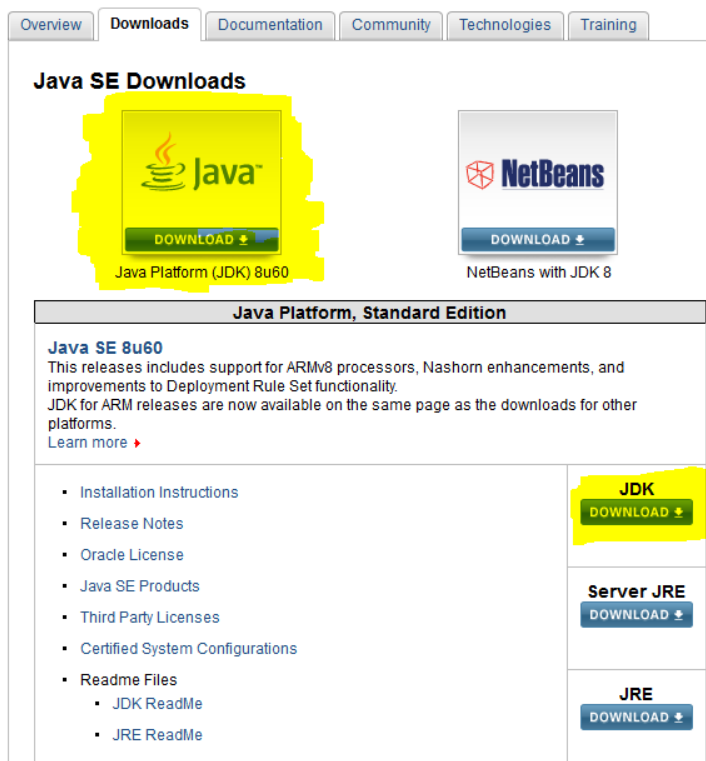 Overview Downloads Documentation Community Technologies Training
Java SE Downloads
Java™
NetBeans
DOWNLOAD
DOWNLOAD
Java Platform (JDK) 8u60
NetBeans with JDK 8
Java Platform, Standard Edition
Java SE 8u60
This releases includes support for ARMv8 processors, Nashorn enhancements, and
improvements to Deployment Rule Set functionality.
JDK for ARM releases are now available on the same page as the downloads for other
platforms.
Learn more
Installation Instructions
Release Notes
Oracle License
Java SE Products
Third Party Licenses
Certified System Configurations
Readme Files
JDK ReadMe
JRE ReadMe
JDK
DOWNLOAD
Server JRE
DOWNLOAD
JRE
DOWNLOAD